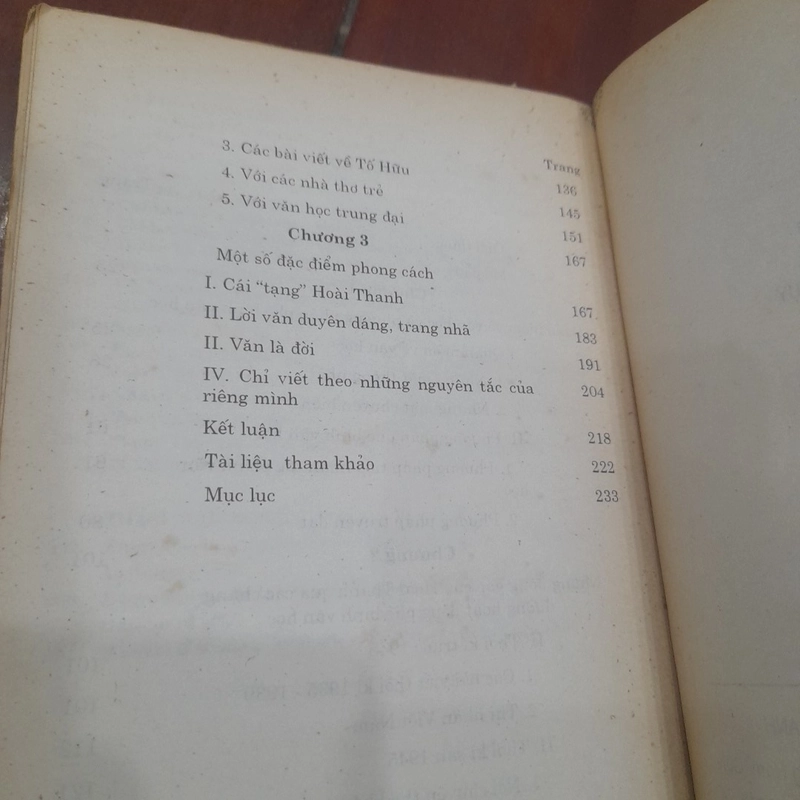 Trang
3. Các bài viết về Tố Hữu 136
4. Với các nhà thơ trẻ 145
5. Với văn học trung đại 151
Chương 3
Một số đặc điểm phong cách 167
I. Cái “tạng” Hoài Thanh 167
II. Lời văn duyên dáng, trang nhã 183
II. Văn là đời 191
IV. Chỉ viết theo những nguyên tắc của 204
riêng mình
Kết luận 218
Tài liệu tham khảo 222
Mục lục 233